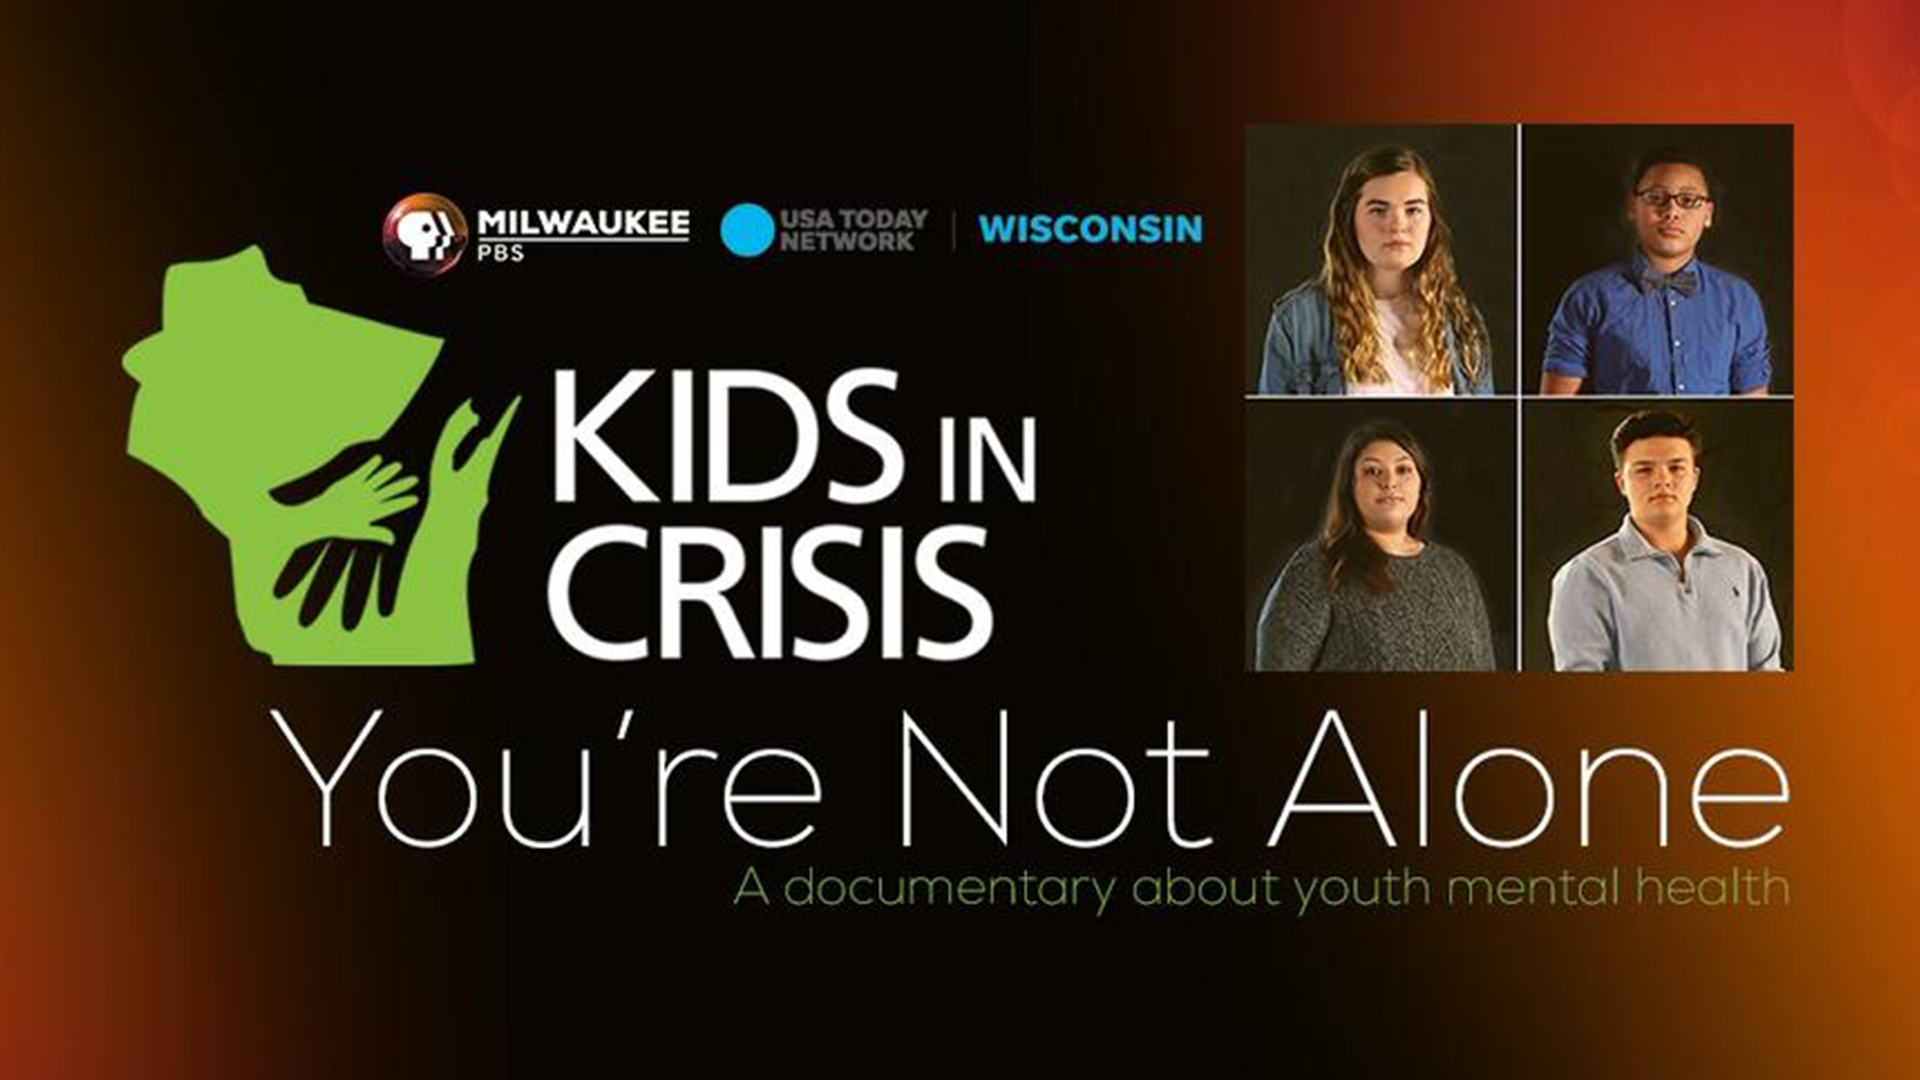 MILWAUKEE
PBS
USA TODAY
NETWORK
WISCONSIN
KIDS IN
CRISIS
You're Not Alone
A documentary about youth mental health